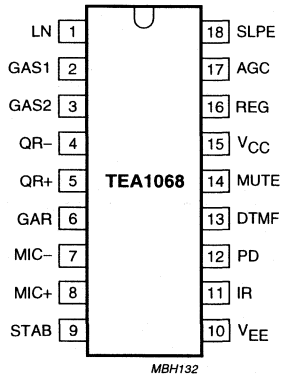 LN 1 18 SLPE
GAS1 2 17 AGC
GAS2 3 16 REG
QR− 4 15 VCC
QR+ 5 TEA1068 14 MUTE
GAR 6 13 DTMF
MIC− 7 12 PD
MIC+ 8 11 IR
STAB 9 10 VEE
MBH132